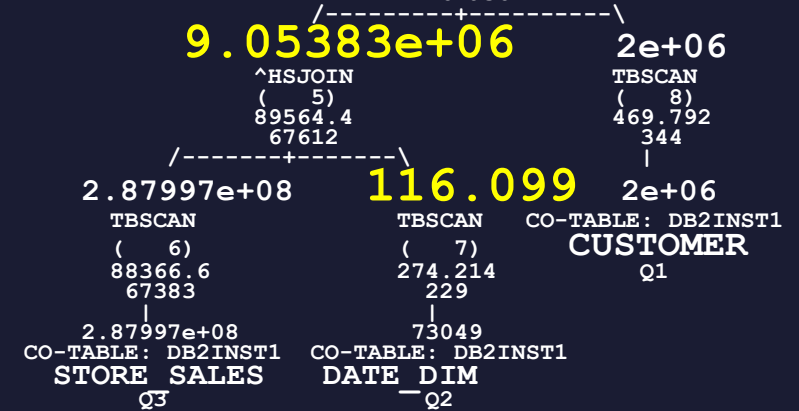 /---------+----------\
9.05383e+06 2e+06
^HSJOIN TBSCAN
( 5) ( 8)
89564.4 469.792
67612 344
/-------+-------\ |
2.87997e+08 116.099 2e+06
TBSCAN TBSCAN CO-TABLE: DB2INST1
( 6) ( 7) CUSTOMER
88366.6 274.214 Q1
67383 229
| |
2.87997e+08 73049
CO-TABLE: DB2INST1 CO-TABLE: DB2INST1
STORE_SALES DATE_DIM
Q3 Q2